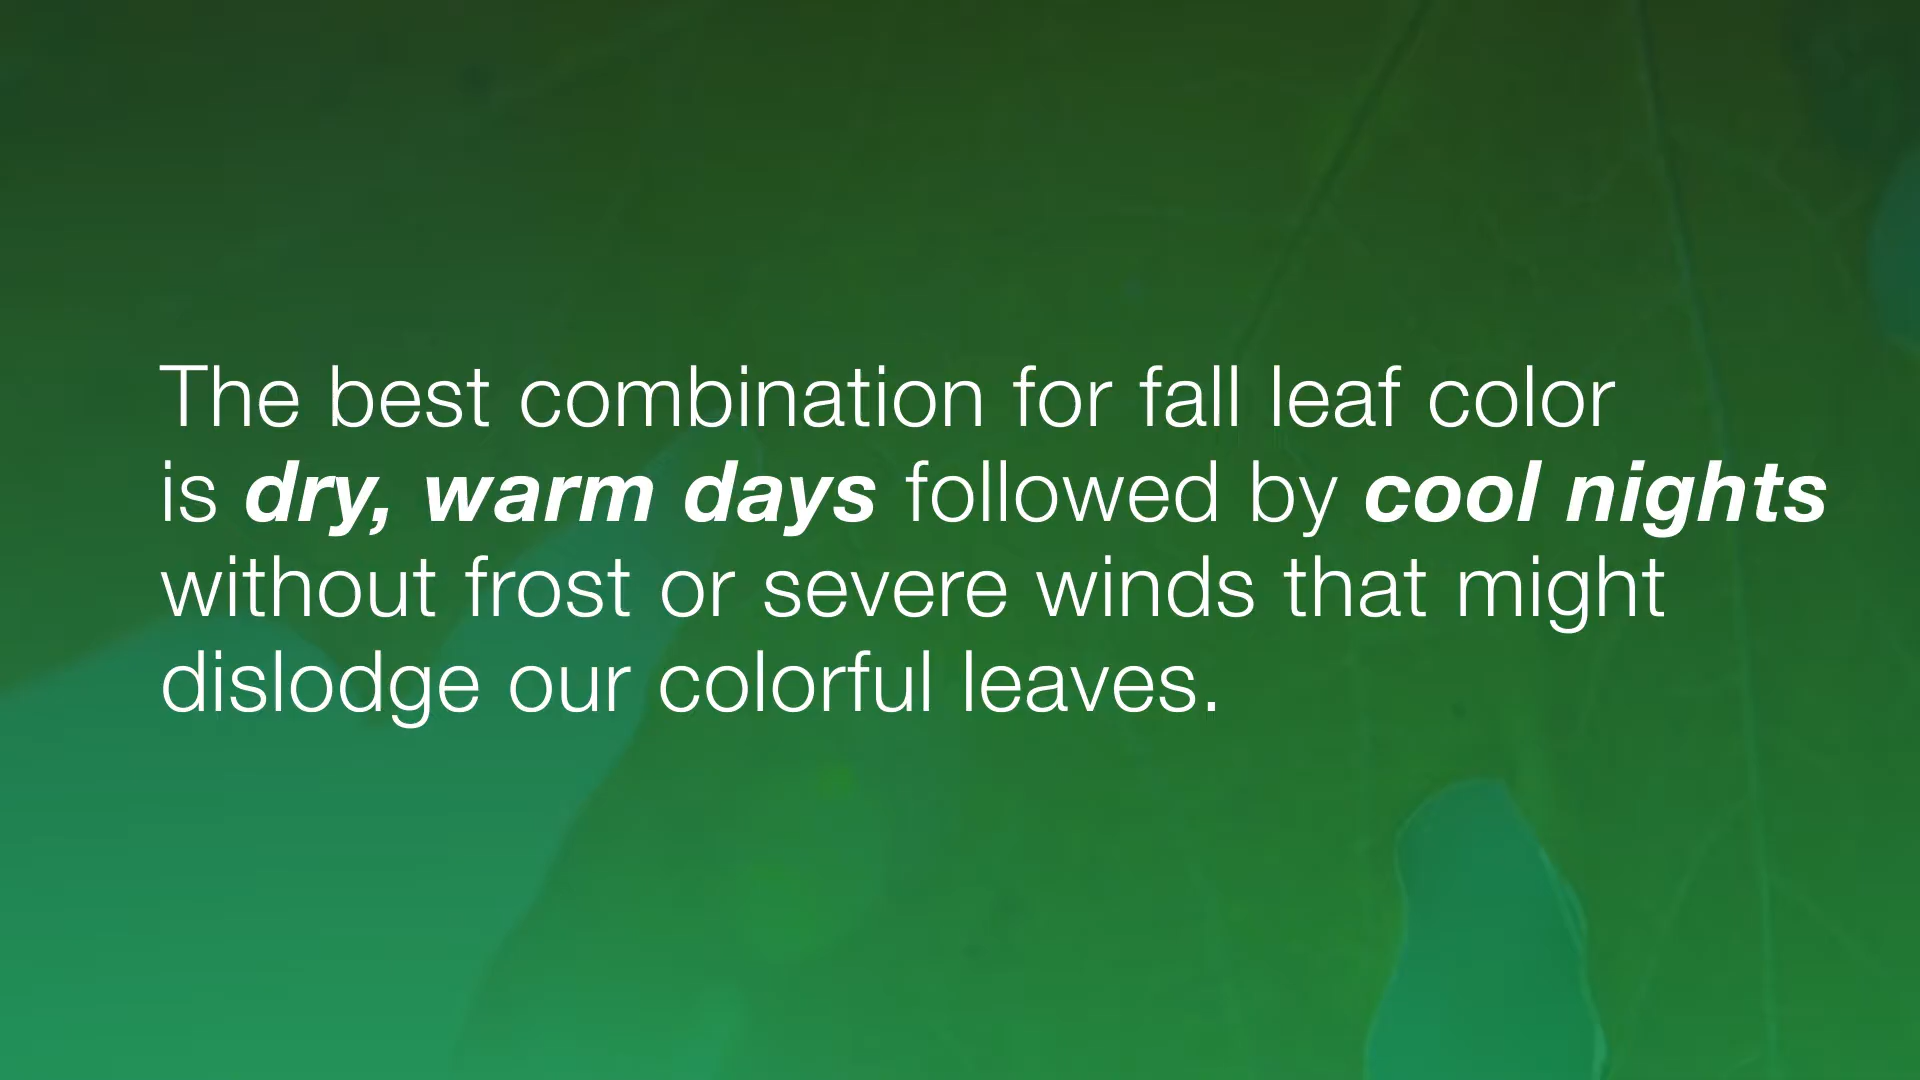 The best combination for fall leaf color
is dry, warm days followed by cool nights
without frost or severe winds that might
dislodge our colorful leaves.